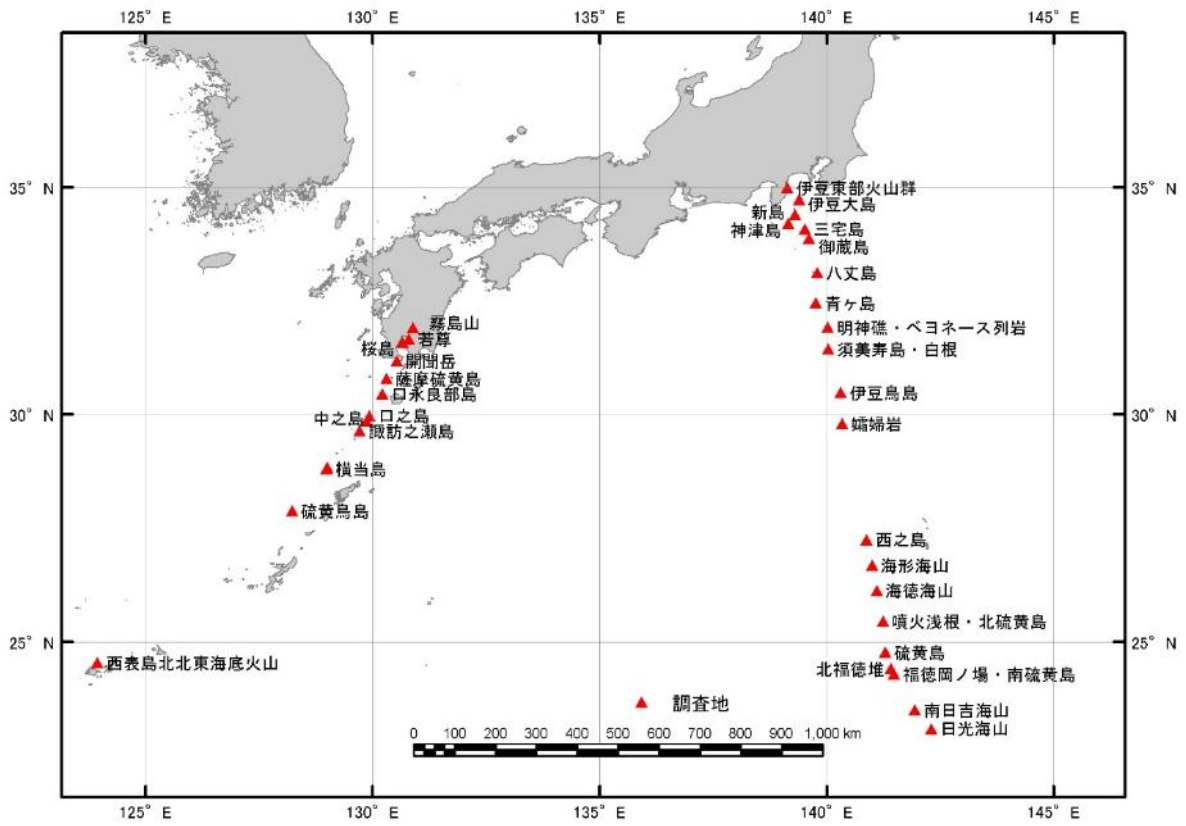 125° E 130° E 135° E 140° E 145° E
35° N 35° N
伊豆東部火山群
伊豆大島
新島
神津島
三宅島
御蔵島
八丈島
青ヶ島
明神礁・ベヨネース列岩
須美寿島・白根
伊豆鳥島
孀婦岩
霧島山
若尊
桜島
開聞岳
薩摩硫黄島
口永良部島
30° N 30° N
口之島
中之島
諏訪之瀬島
横当島
硫黄鳥島
西之島
海形海山
海徳海山
噴火浅根・北硫黄島
25° N 25° N
硫黄島
西表島北北東海底火山
北福徳堆
福徳岡ノ場・南硫黄島
南日吉海山
日光海山
調査地
0 100 200 300 400 500 600 700 800 900 1,000 km
125° E 130° E 135° E 140° E 145° E